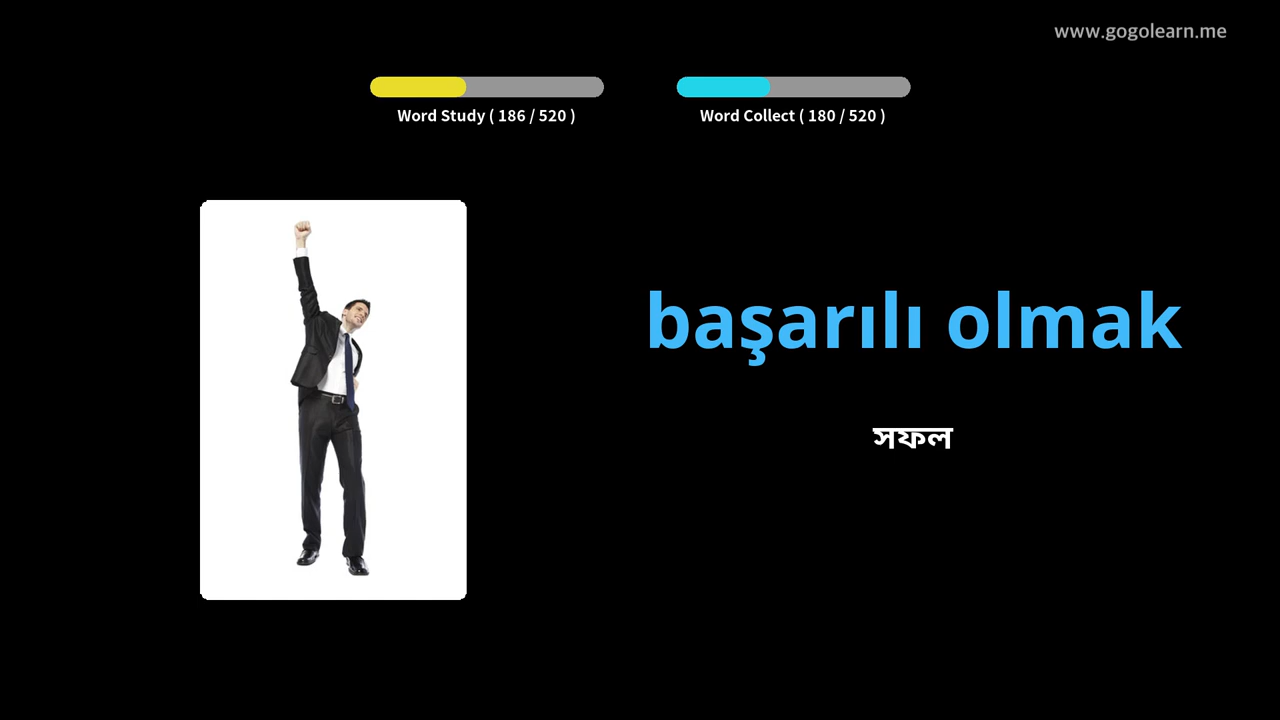 www.gogolearn.me
Word Study ( 186 / 520 )
Word Collect ( 180 / 520 )
başarılı olmak
সফল